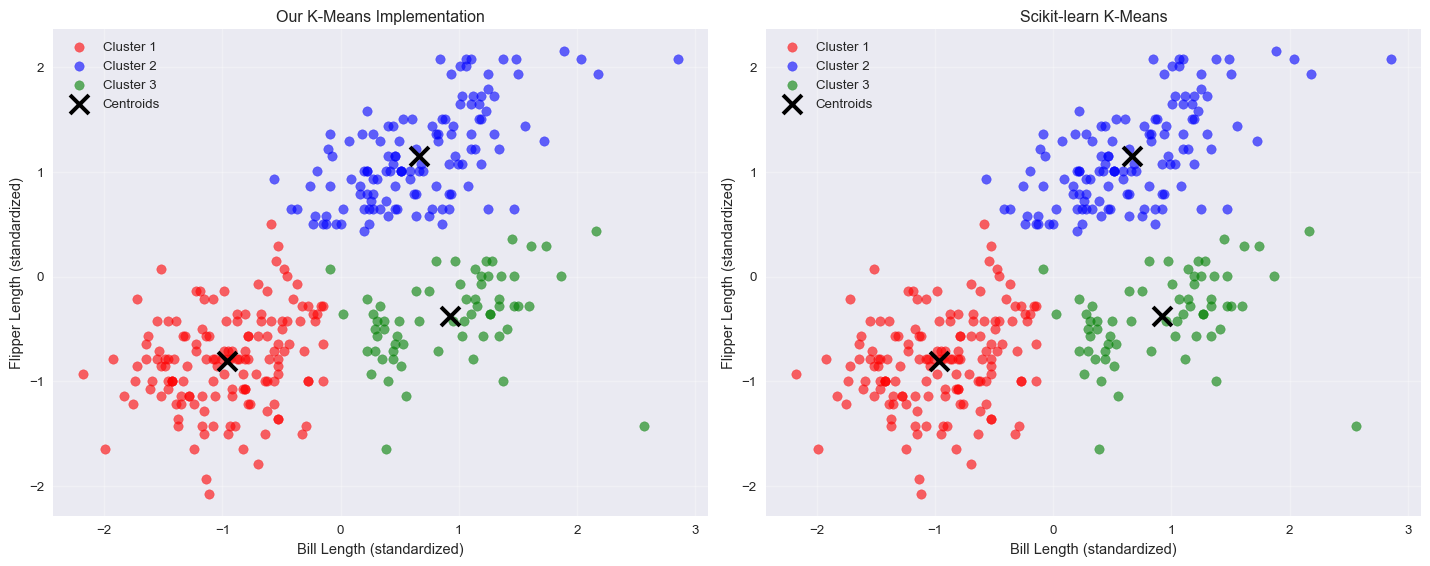 Our K-Means Implementation
Cluster 1
Cluster 2
Cluster 3
Centroids
2
1
0
−1
−2
Flipper Length (standardized)
−2
−1
0
1
2
3
Bill Length (standardized)
Scikit-learn K-Means
Cluster 1
Cluster 2
Cluster 3
Centroids
2
1
0
−1
−2
Flipper Length (standardized)
−2
−1
0
1
2
3
Bill Length (standardized)